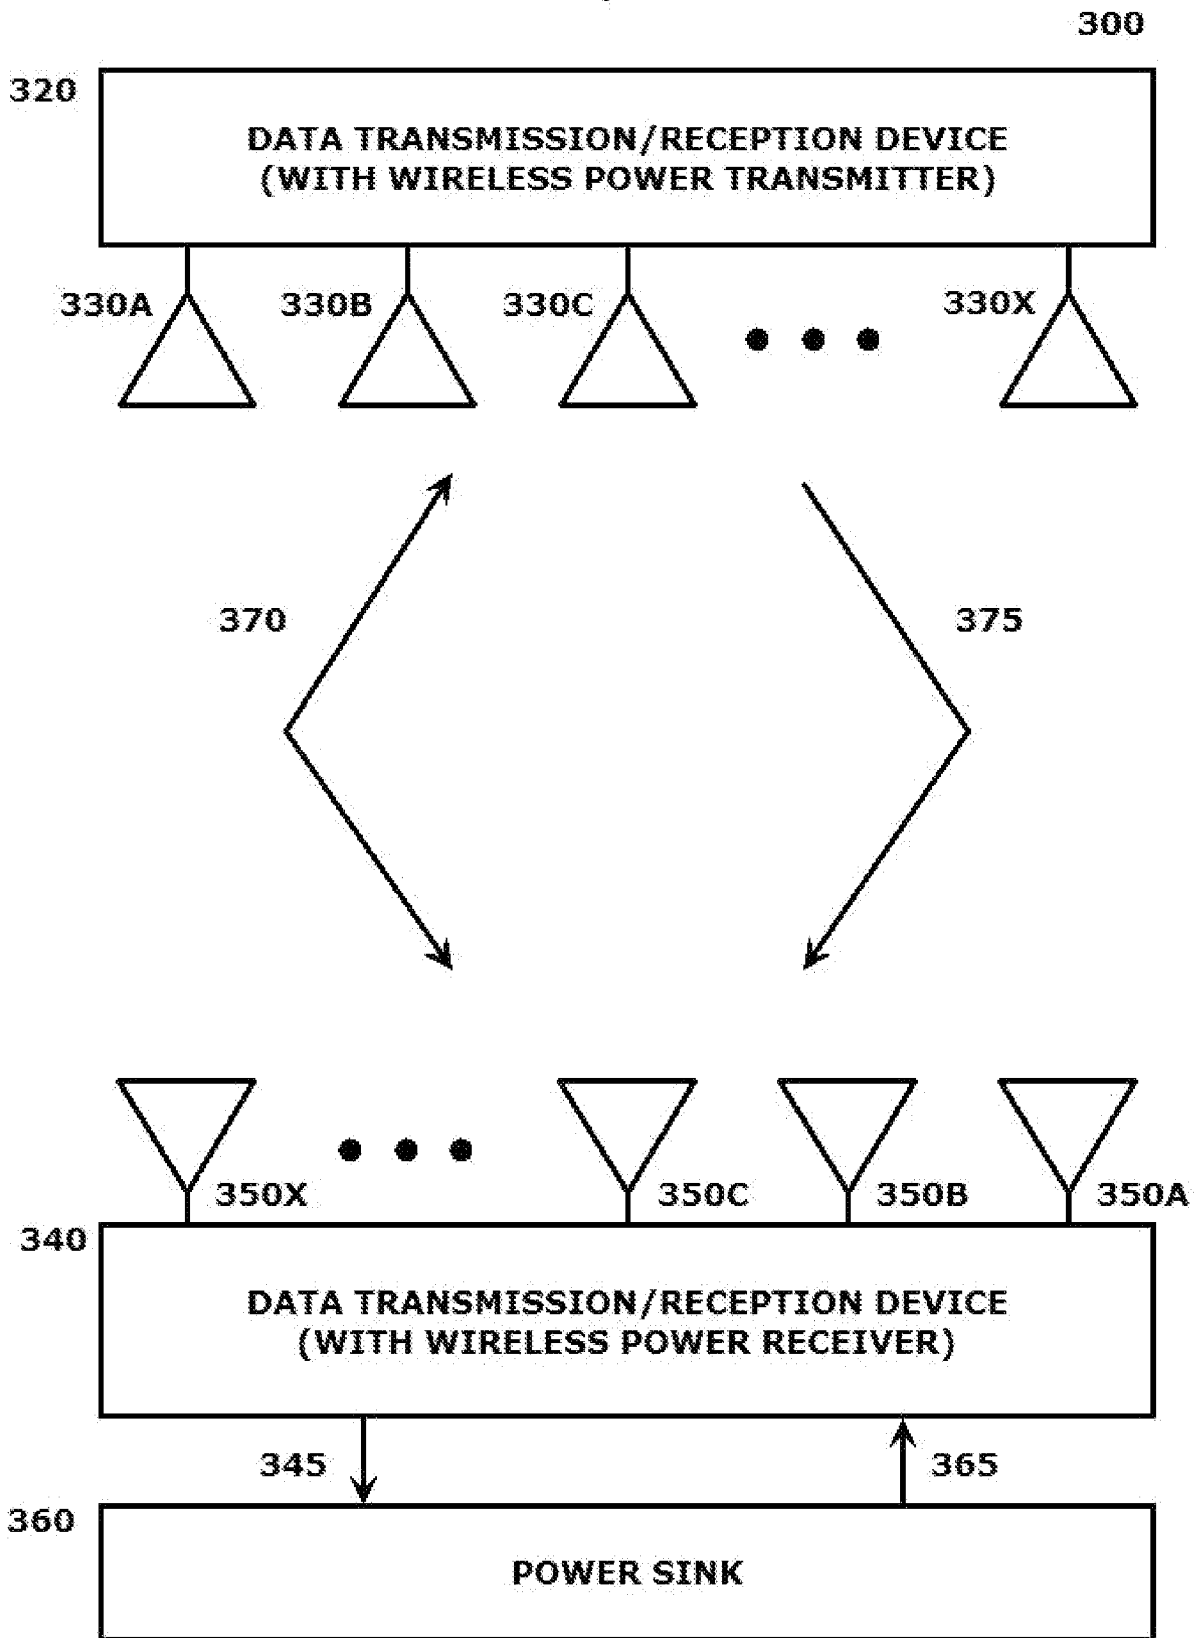 300
320
DATA TRANSMISSION/RECEPTION DEVICE
(WITH WIRELESS POWER TRANSMITTER)
330A 330B 330C 330X
370 375
350X 350C 350B 350A
340
DATA TRANSMISSION/RECEPTION DEVICE
(WITH WIRELESS POWER RECEIVER)
345 365
360
POWER SINK